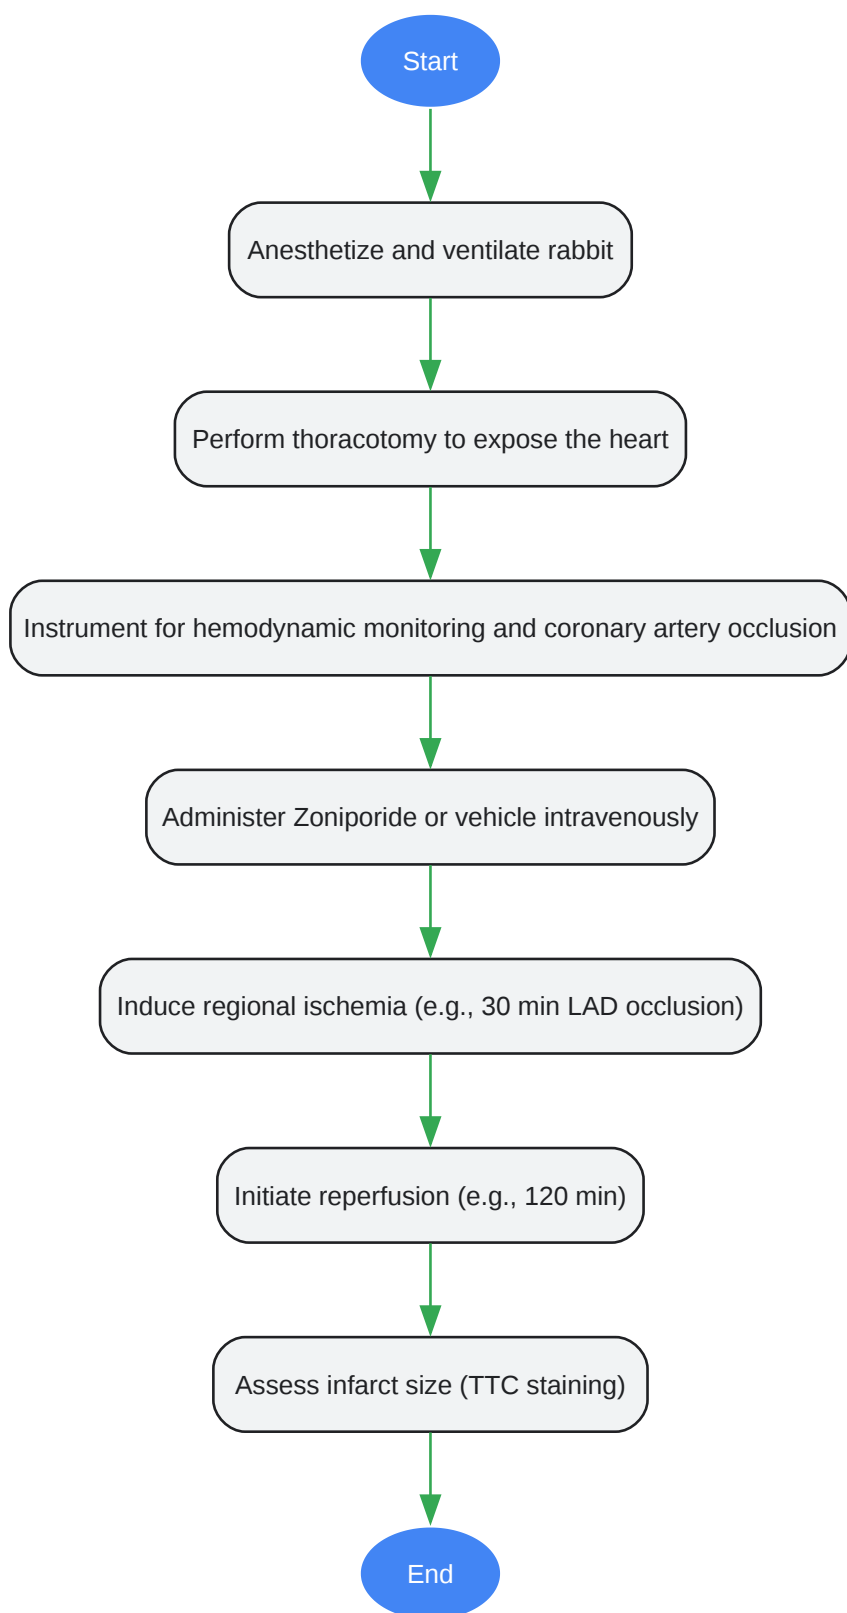 Start
Anesthetize and ventilate rabbit
Perform thoracotomy to expose the heart
Instrument for hemodynamic monitoring and coronary artery occlusion
Administer Zoniporide or vehicle intravenously
Induce regional ischemia (e.g., 30 min LAD occlusion)
Initiate reperfusion (e.g., 120 min)
Assess infarct size (TTC staining)
End